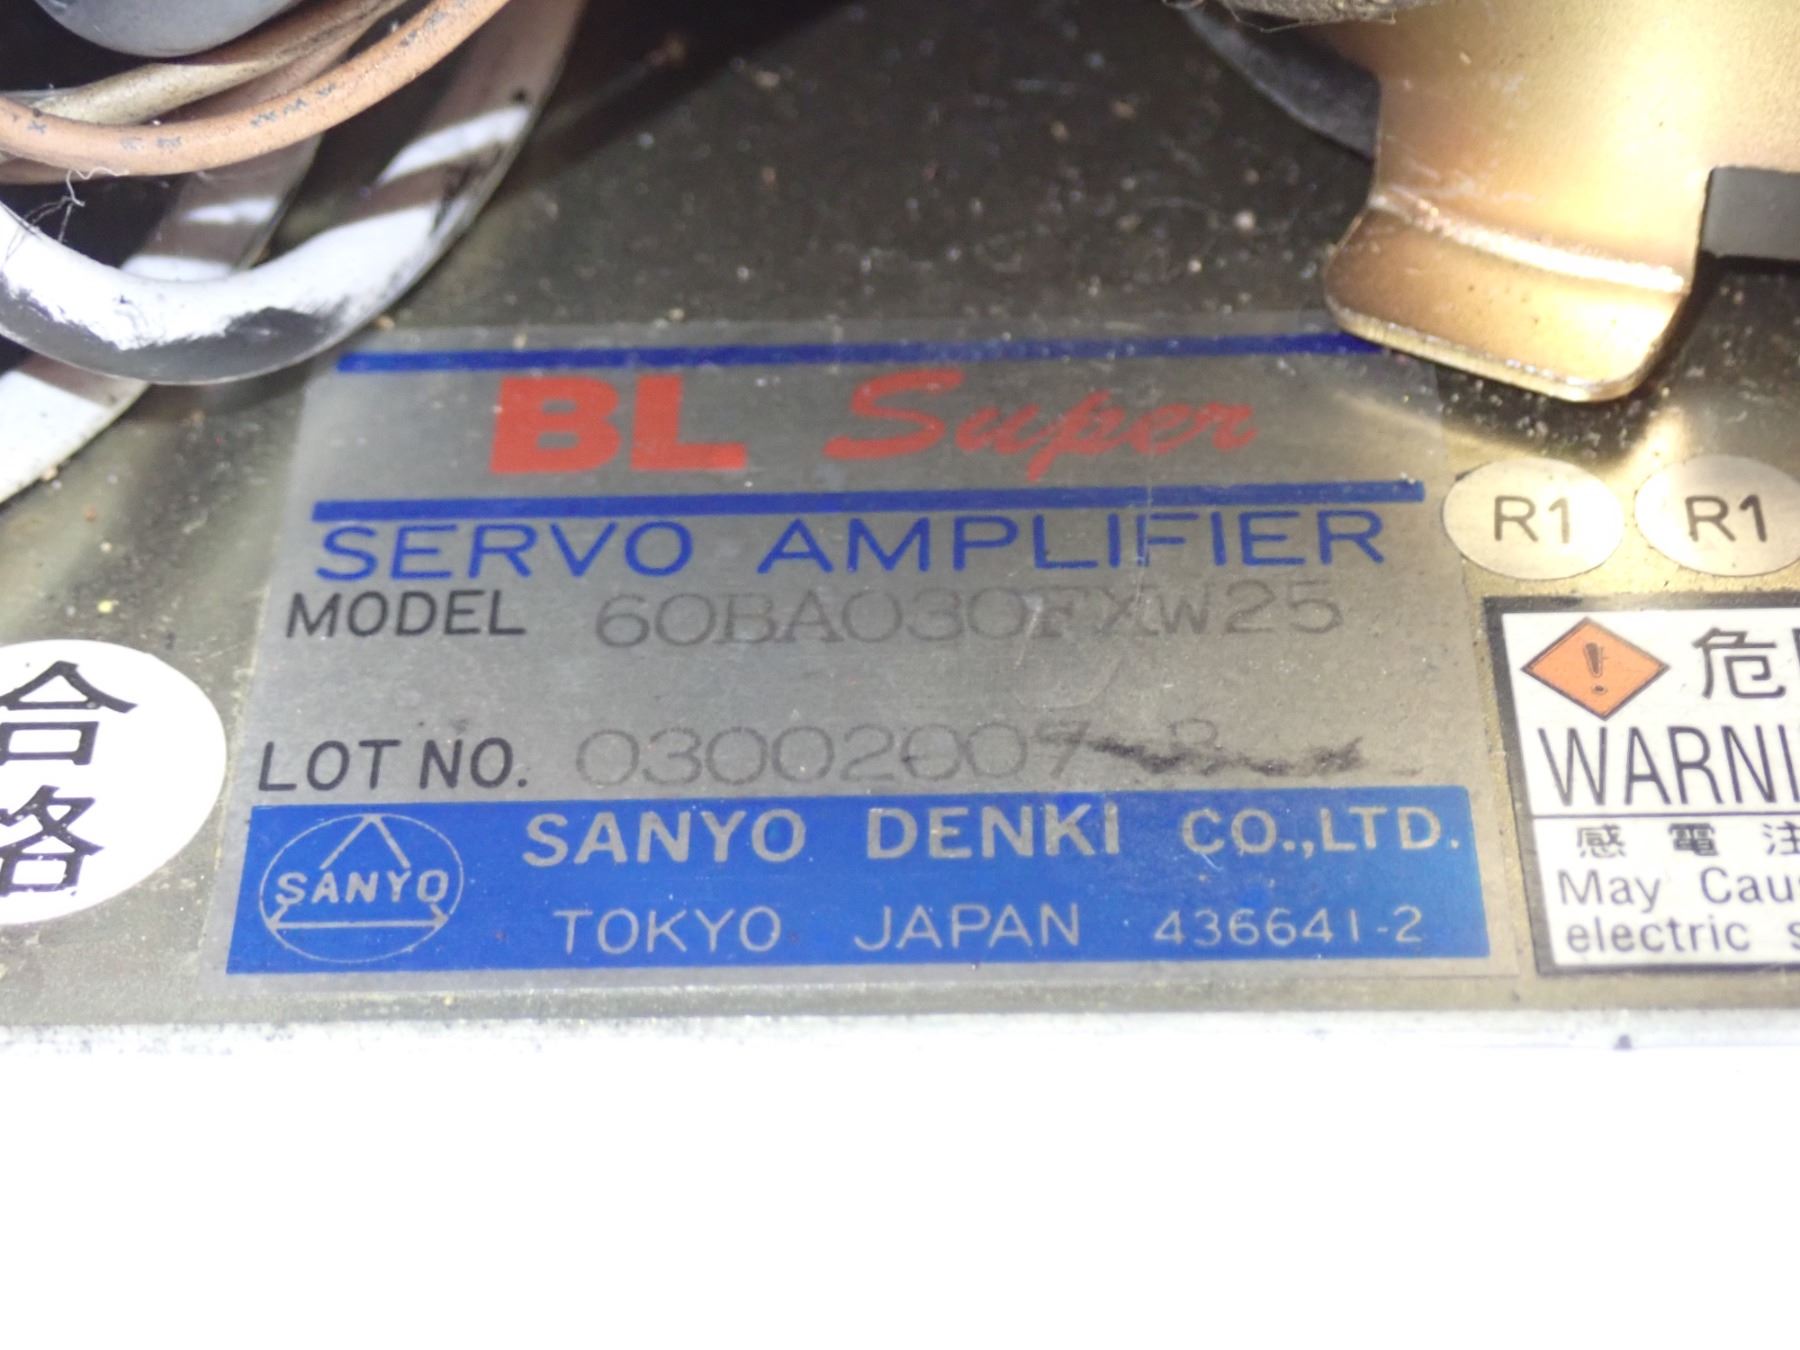 BL Super
SERVO AMPLIFIER
MODEL 60BA030FXW25
LOT NO. 03002007
SANYO
SANYO DENKI CO.,LTD.
TOKYO JAPAN 436641-2
合格
R1
R1
危
WARNI
感電注
May Cau
electric s